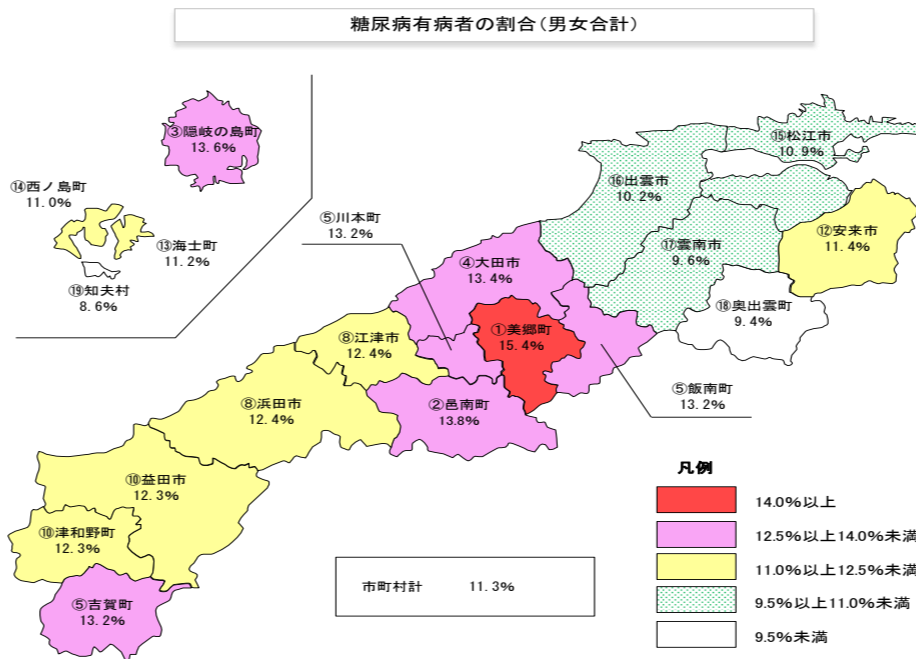 糖尿病有病者の割合(男女合計)
③隠岐の島町
13.6%
⑭西ノ島町
11.0%
⑬海士町
11.2%
⑲知夫村
8.6%
⑮松江市
10.9%
⑯出雲市
10.2%
⑫安来市
11.4%
⑰雲南市
9.6%
⑱奥出雲町
9.4%
⑤川本町
13.2%
④大田市
13.4%
①美郷町
15.4%
⑧江津市
12.4%
⑤飯南町
13.2%
②邑南町
13.8%
⑧浜田市
12.4%
⑩益田市
12.3%
⑩津和野町
12.3%
⑤吉賀町
13.2%
市町村計 11.3%
凡例
14.0%以上
12.5%以上14.0%未満
11.0%以上12.5%未満
9.5%以上11.0%未満
9.5%未満